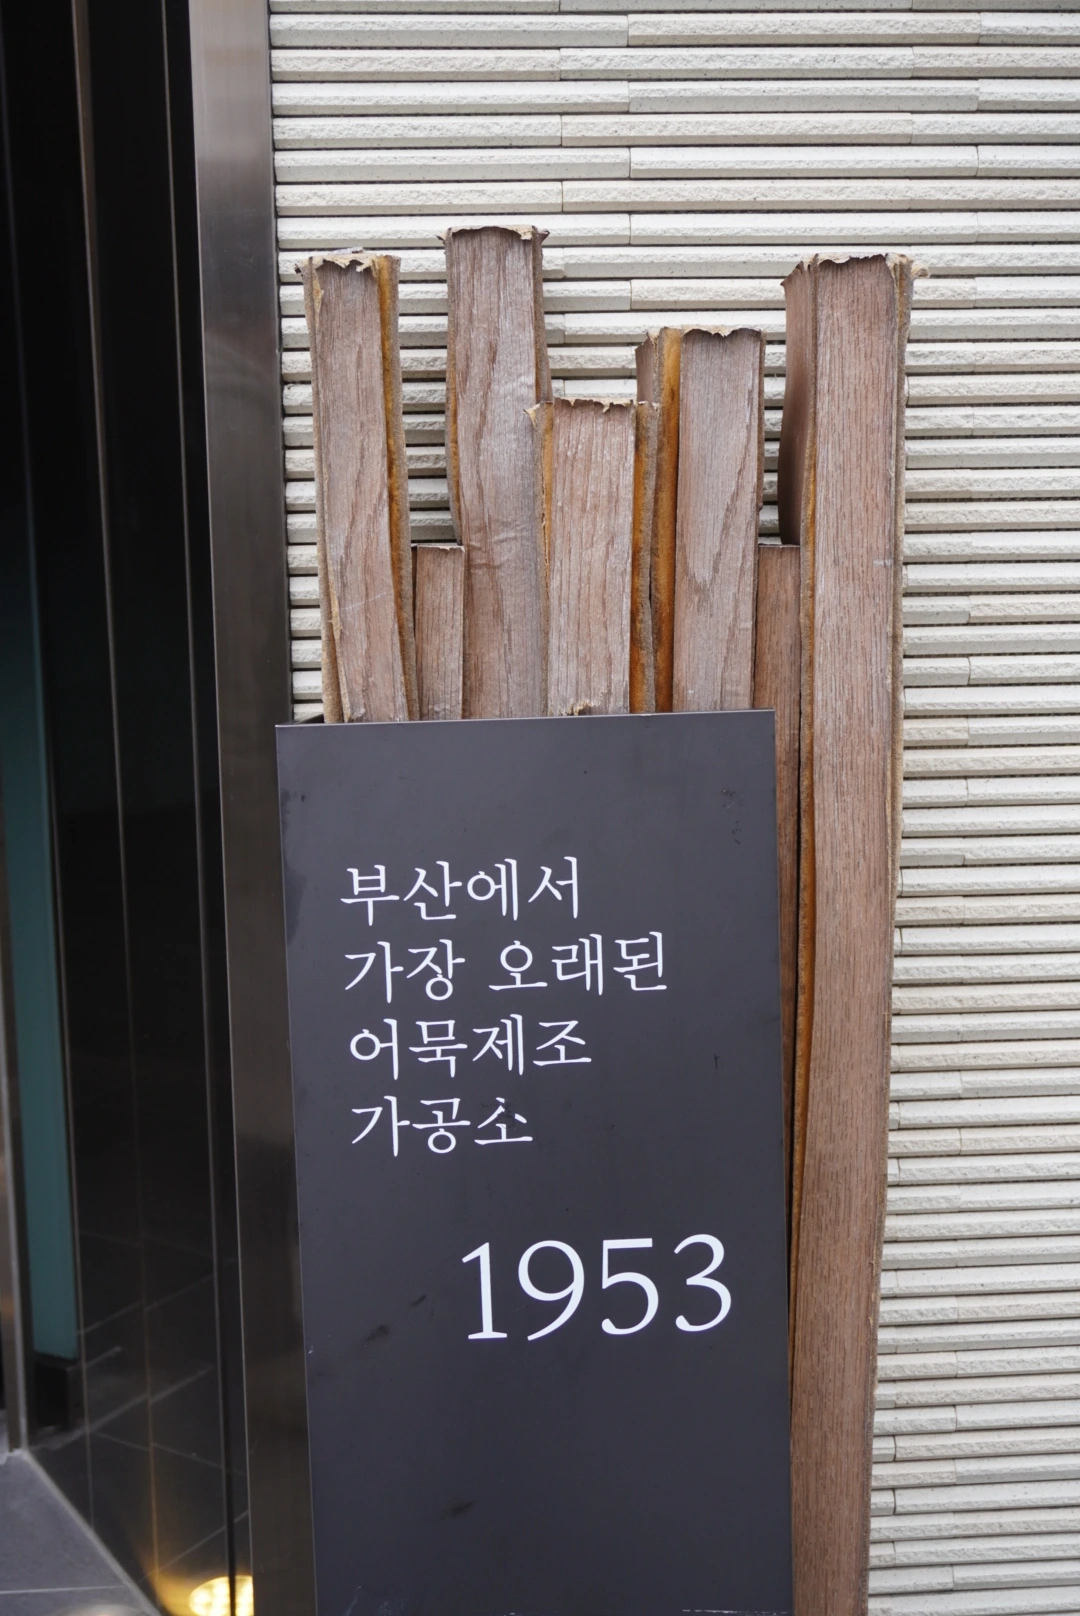 부산에서
가장 오래된
어묵제조
가공소
1953